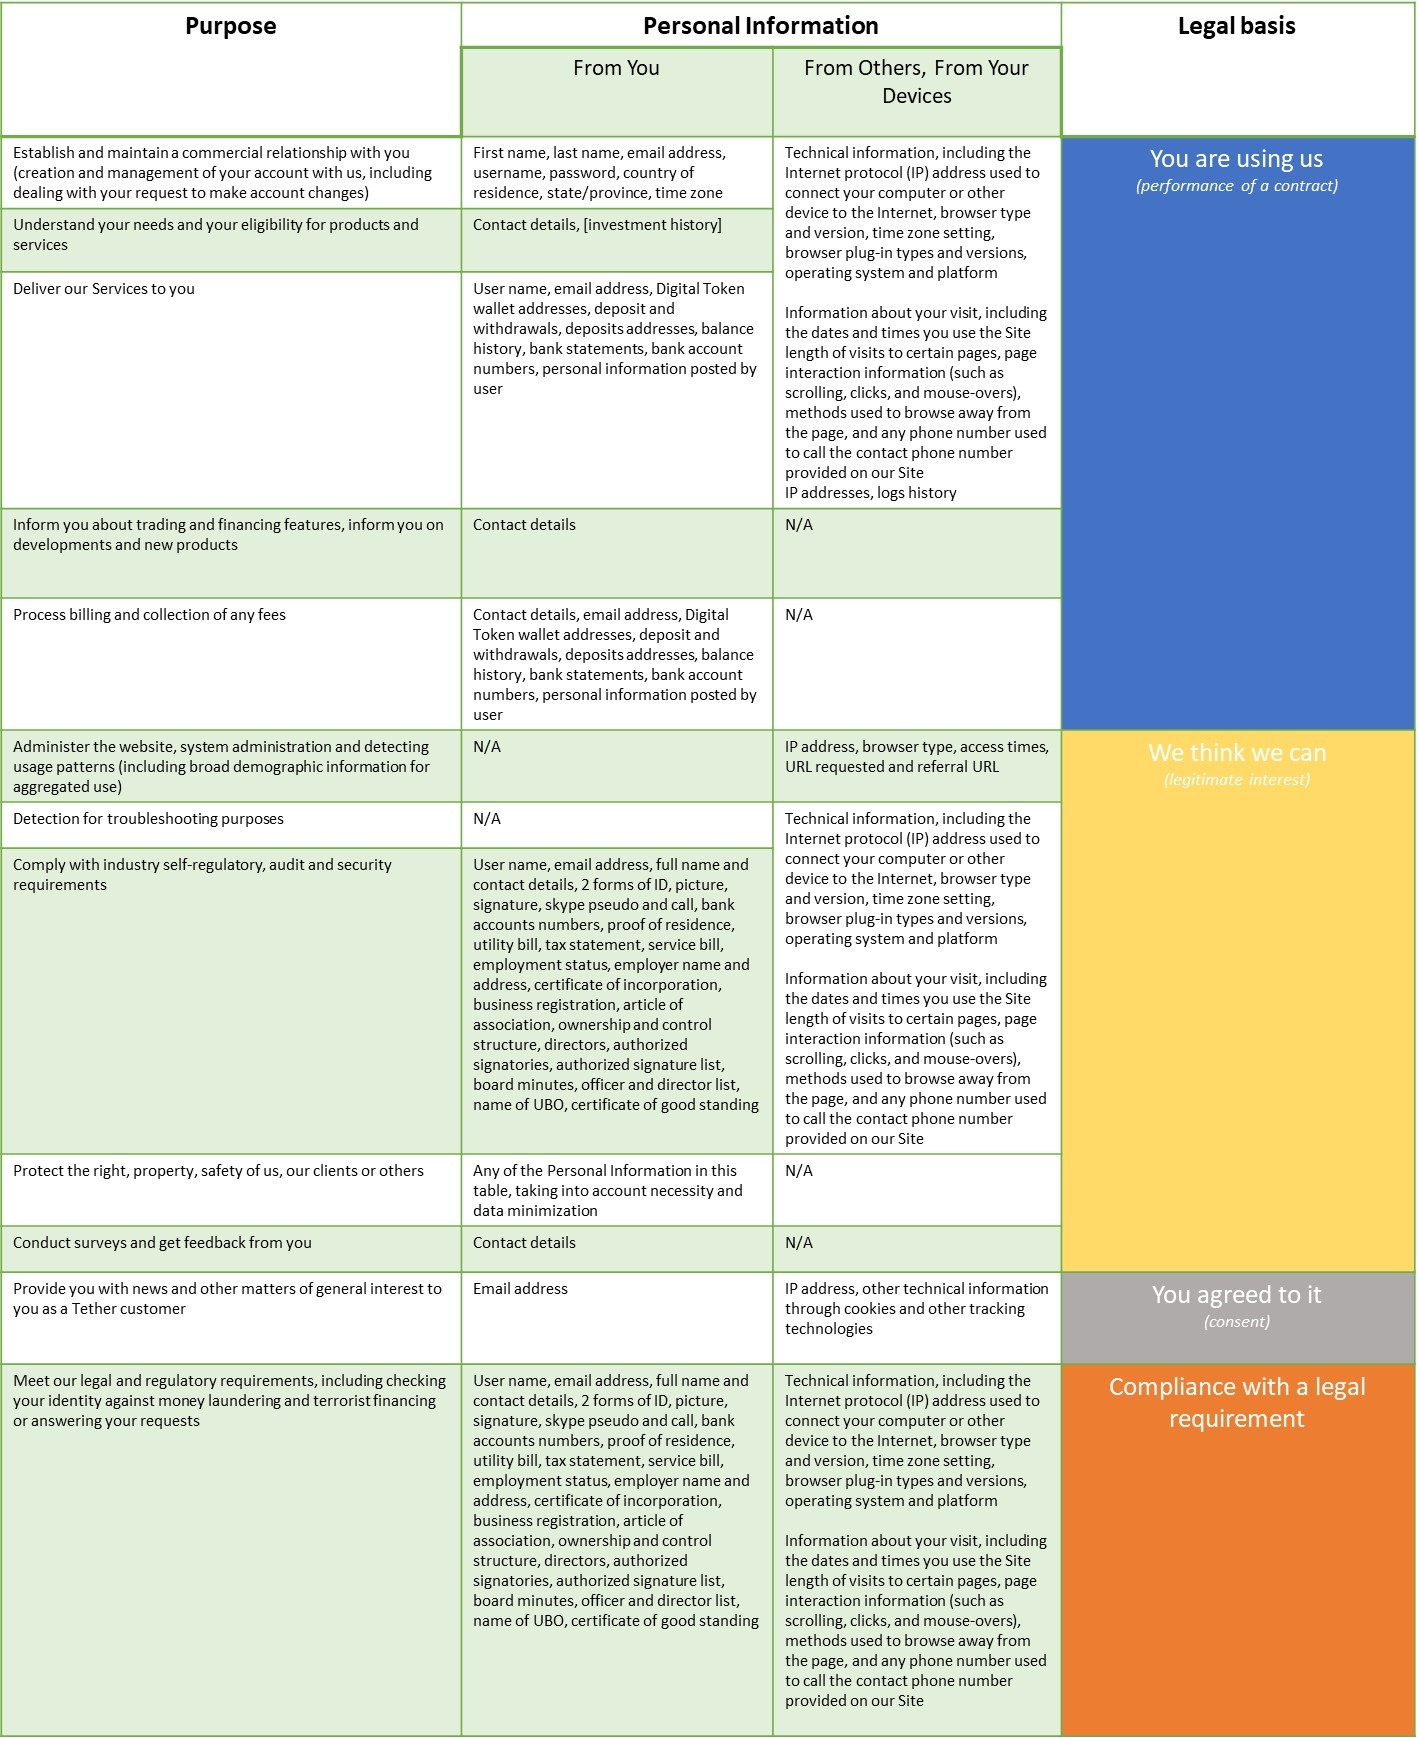 Purpose
Personal Information
Legal basis
From You
From Others, From Your
Devices
Establish and maintain a commercial relationship with you
(creation and management of your account with us, including
dealing with your request to make account changes)
First name, last name, email address,
username, password, country of
residence, state/province, time zone
Technical information, including the
Internet protocol (IP) address used to
connect your computer or other
device to the Internet, browser type
and version, time zone setting,
browser plug-in types and versions,
operating system and platform
Information about your visit, including
the dates and times you use the Site
length of visits to certain pages, page
interaction information (such as
scrolling, clicks, and mouse-overs),
methods used to browse away from
the page, and any phone number used
to call the contact phone number
provided on our Site
IP addresses, logs history
You are using us
(performance of a contract)
Understand your needs and your eligibility for products and
services
Contact details, [investment history]
Deliver our Services to you
User name, email address, Digital Token
wallet addresses, deposit and
withdrawals, deposits addresses, balance
history, bank statements, bank account
numbers, personal information posted by
user
Inform you about trading and financing features, inform you on
developments and new products
Contact details
N/A
Process billing and collection of any fees
Contact details, email address, Digital
Token wallet addresses, deposit and
withdrawals, deposits addresses, balance
history, bank statements, bank account
numbers, personal information posted by
user
N/A
Administer the website, system administration and detecting
usage patterns (including broad demographic information for
aggregated use)
N/A
IP address, browser type, access times,
URL requested and referral URL
We think we can
(legitimate interest)
Detection for troubleshooting purposes
N/A
Technical information, including the
Internet protocol (IP) address used to
connect your computer or other
device to the Internet, browser type
and version, time zone setting,
browser plug-in types and versions,
operating system and platform
Information about your visit, including
the dates and times you use the Site
length of visits to certain pages, page
interaction information (such as
scrolling, clicks, and mouse-overs),
methods used to browse away from
the page, and any phone number used
to call the contact phone number
provided on our Site
Comply with industry self-regulatory, audit and security
requirements
User name, email address, full name and
contact details, 2 forms of ID, picture,
signature, skype pseudo and call, bank
accounts numbers, proof of residence,
utility bill, tax statement, service bill,
employment status, employer name and
address, certificate of incorporation,
business registration, article of
association, ownership and control
structure, directors, authorized
signatories, authorized signature list,
board minutes, officer and director list,
name of UBO, certificate of good standing
Protect the right, property, safety of us, our clients or others
Any of the Personal Information in this
table, taking into account necessity and
data minimization
N/A
Conduct surveys and get feedback from you
Contact details
N/A
Provide you with news and other matters of general interest to
you as a Tether customer
Email address
IP address, other technical information
through cookies and other tracking
technologies
You agreed to it
(consent)
Meet our legal and regulatory requirements, including checking
your identity against money laundering and terrorist financing
or answering your requests
User name, email address, full name and
contact details, 2 forms of ID, picture,
signature, skype pseudo and call, bank
accounts numbers, proof of residence,
utility bill, tax statement, service bill,
employment status, employer name and
address, certificate of incorporation,
business registration, article of
association, ownership and control
structure, directors, authorized
signatories, authorized signature list,
board minutes, officer and director list,
name of UBO, certificate of good standing
Technical information, including the
Internet protocol (IP) address used to
connect your computer or other
device to the Internet, browser type
and version, time zone setting,
browser plug-in types and versions,
operating system and platform
Information about your visit, including
the dates and times you use the Site
length of visits to certain pages, page
interaction information (such as
scrolling, clicks, and mouse-overs),
methods used to browse away from
the page, and any phone number used
to call the contact phone number
provided on our Site
Compliance with a legal
requirement